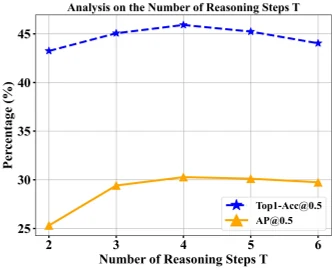 Analysis on the Number of Reasoning Steps T
Percentage (%)
45
40
35
30
25
Top1-Acc@0.5
AP@0.5
2 3 4 5 6
Number of Reasoning Steps T